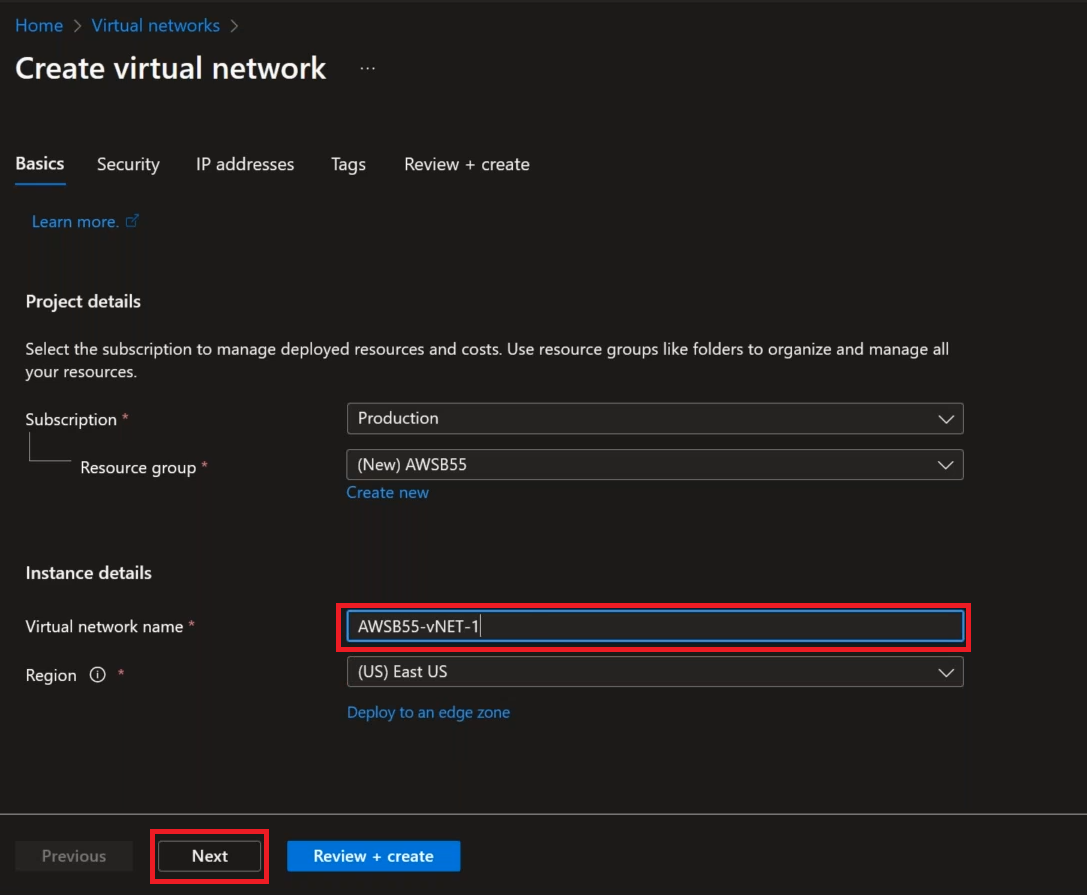 Home > Virtual networks >
Create virtual network ...
Basics Security IP addresses Tags Review + create
Learn more.
Project details
Select the subscription to manage deployed resources and costs. Use resource groups like folders to organize and manage all
your resources.
Subscription * Production
Resource group * (New) AWSB55
Create new
Instance details
Virtual network name * AWSB55-vNET-1
Region * (US) East US
Deploy to an edge zone
Previous Next Review + create